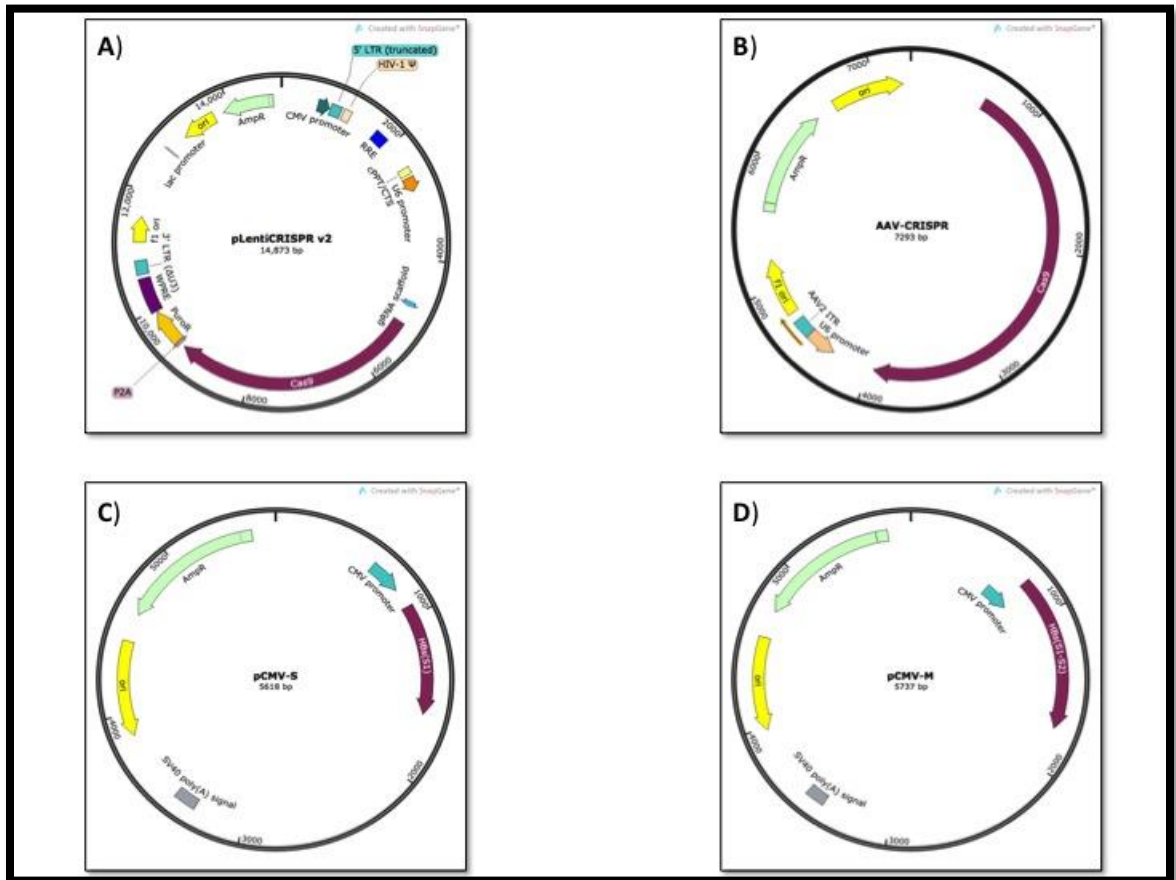 A)
Created with SnapGene®
5' LTR (truncated)
HIV-1 Ψ
14,000
AmpR
ori
lac promoter
CMV promoter
2000
RRE
cPPT/CTS
U6 promoter
12,000
f1 ori
3' LTR (ΔU3)
WPRE
PuroR
10,000
P2A
pLentiCRISPR v2
14,873 bp
4000
gRNA scaffold
6000
Cas9
8000
B)
Created with SnapGene®
7000
ori
1000
AmpR
6000
AAV-CRISPR
7293 bp
2000
Cas9
f1 ori
5000
AAV2 ITR
U6 promoter
3000
4000
C)
Created with SnapGene®
5000
AmpR
CMV promoter
1000
HBs(S1)
pCMV-S
5618 bp
ori
4000
SV40 poly(A) signal
2000
3000
D)
Created with SnapGene®
5000
AmpR
CMV promoter
1000
HBs(S1-S2)
pCMV-M
5737 bp
ori
4000
SV40 poly(A) signal
2000
3000